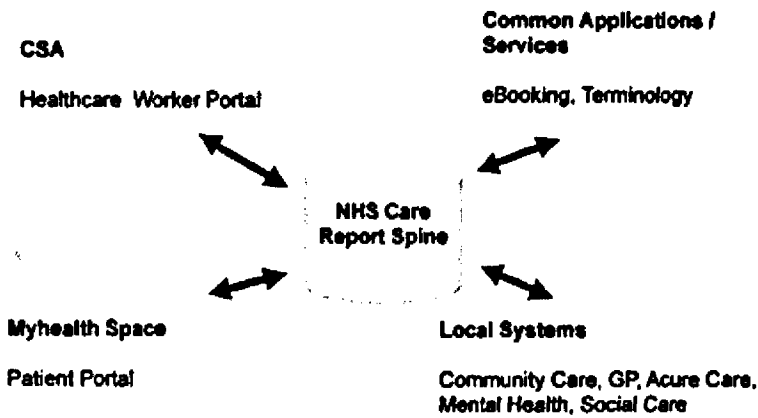 CSA
Healthcare Worker Portal
Common Applications /
Services
eBooking, Terminology
NHS Care
Report Spine
Myhealth Space
Patient Portal
Local Systems
Community Care, GP, Acure Care,
Mental Health, Social Care